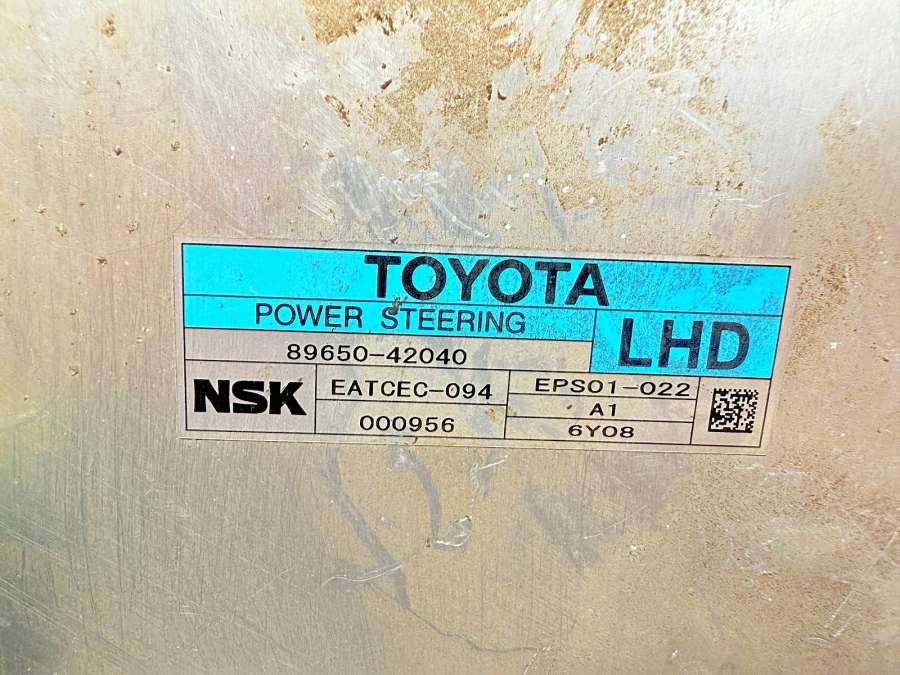 TOYOTA
POWER STEERING
LHD
89650-42040
NSK
EATCEC-094
000956
EPS01-022
A1
6Y08